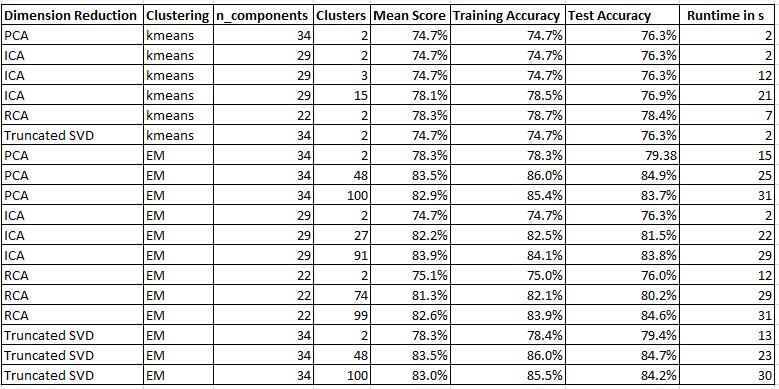 Dimension Reduction Clustering n_components Clusters Mean Score Training Accuracy Test Accuracy Runtime in s
PCA kmeans 34 2 74.7% 74.7% 76.3% 2
ICA kmeans 29 2 74.7% 74.7% 76.3% 2
ICA kmeans 29 3 74.7% 74.7% 76.3% 12
ICA kmeans 29 15 78.1% 78.5% 76.9% 21
RCA kmeans 22 2 78.3% 78.7% 78.4% 7
Truncated SVD kmeans 34 2 74.7% 74.7% 76.3% 2
PCA EM 34 2 78.3% 78.3% 79.38 15
PCA EM 34 48 83.5% 86.0% 84.9% 25
PCA EM 34 100 82.9% 85.4% 83.7% 31
ICA EM 29 2 74.7% 74.7% 76.3% 2
ICA EM 29 27 82.2% 82.5% 81.5% 22
ICA EM 29 91 83.9% 84.1% 83.8% 29
RCA EM 22 2 75.1% 75.0% 76.0% 12
RCA EM 22 74 81.3% 82.1% 80.2% 29
RCA EM 22 99 82.6% 83.9% 84.6% 31
Truncated SVD EM 34 2 78.3% 78.4% 79.4% 13
Truncated SVD EM 34 48 83.5% 86.0% 84.7% 23
Truncated SVD EM 34 100 83.0% 85.5% 84.2% 30